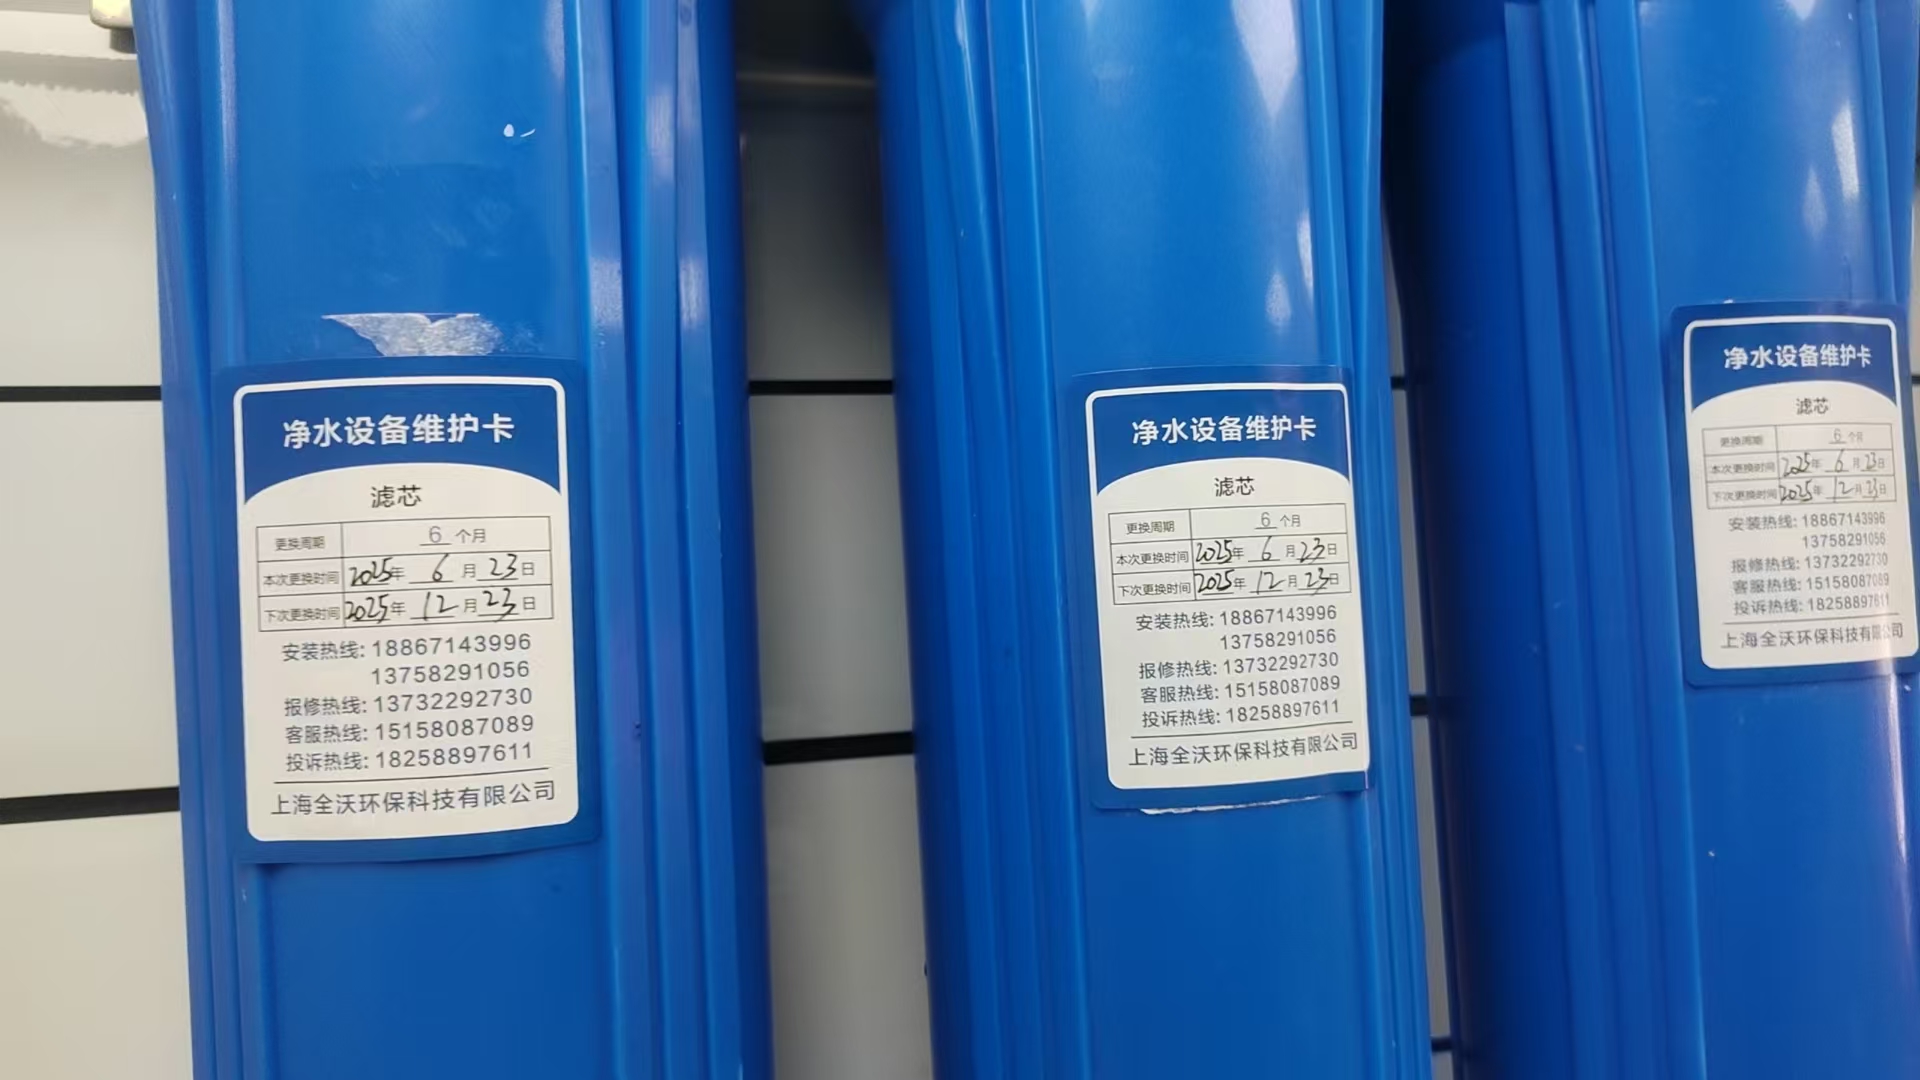 净水设备维护卡
滤芯
更换周期 6 个月
本次更换时间 2025年 6 月 23 日
下次更换时间 2025年 12 月 23 日
安装热线: 18867143996
13758291056
报修热线: 13732292730
客服热线: 15158087089
投诉热线: 18258897611
上海全沃环保科技有限公司
净水设备维护卡
滤芯
更换周期 6 个月
本次更换时间 2025年 6 月 23 日
下次更换时间 2025年 12 月 23 日
安装热线: 18867143996
13758291056
报修热线: 13732292730
客服热线: 15158087089
投诉热线: 18258897611
上海全沃环保科技有限公司
净水设备维护卡
滤芯
更换周期 6 个月
本次更换时间 2025年 6 月 23 日
下次更换时间 2025年 12 月 23 日
安装热线: 18867143996
13758291056
报修热线: 13732292730
客服热线: 15158087089
投诉热线: 18258897611
上海全沃环保科技有限公司